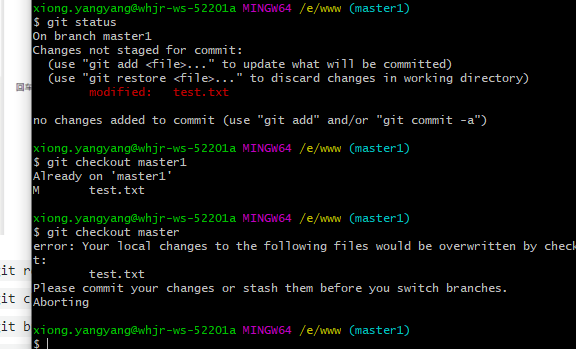 xiong.yangyang@whjr-ws-52201a MINGW64 /e/www (master1)
$ git status
On branch master1
Changes not staged for commit:
  (use "git add <file>..." to update what will be committed)
  (use "git restore <file>..." to discard changes in working directory)
        modified:   test.txt

no changes added to commit (use "git add" and/or "git commit -a")

xiong.yangyang@whjr-ws-52201a MINGW64 /e/www (master1)
$ git checkout master1
Already on 'master1'
M       test.txt

xiong.yangyang@whjr-ws-52201a MINGW64 /e/www (master1)
$ git checkout master
error: Your local changes to the following files would be overwritten by check
t:
        test.txt
Please commit your changes or stash them before you switch branches.
Aborting

xiong.yangyang@whjr-ws-52201a MINGW64 /e/www (master1)
$
回车
it r
it c
it b